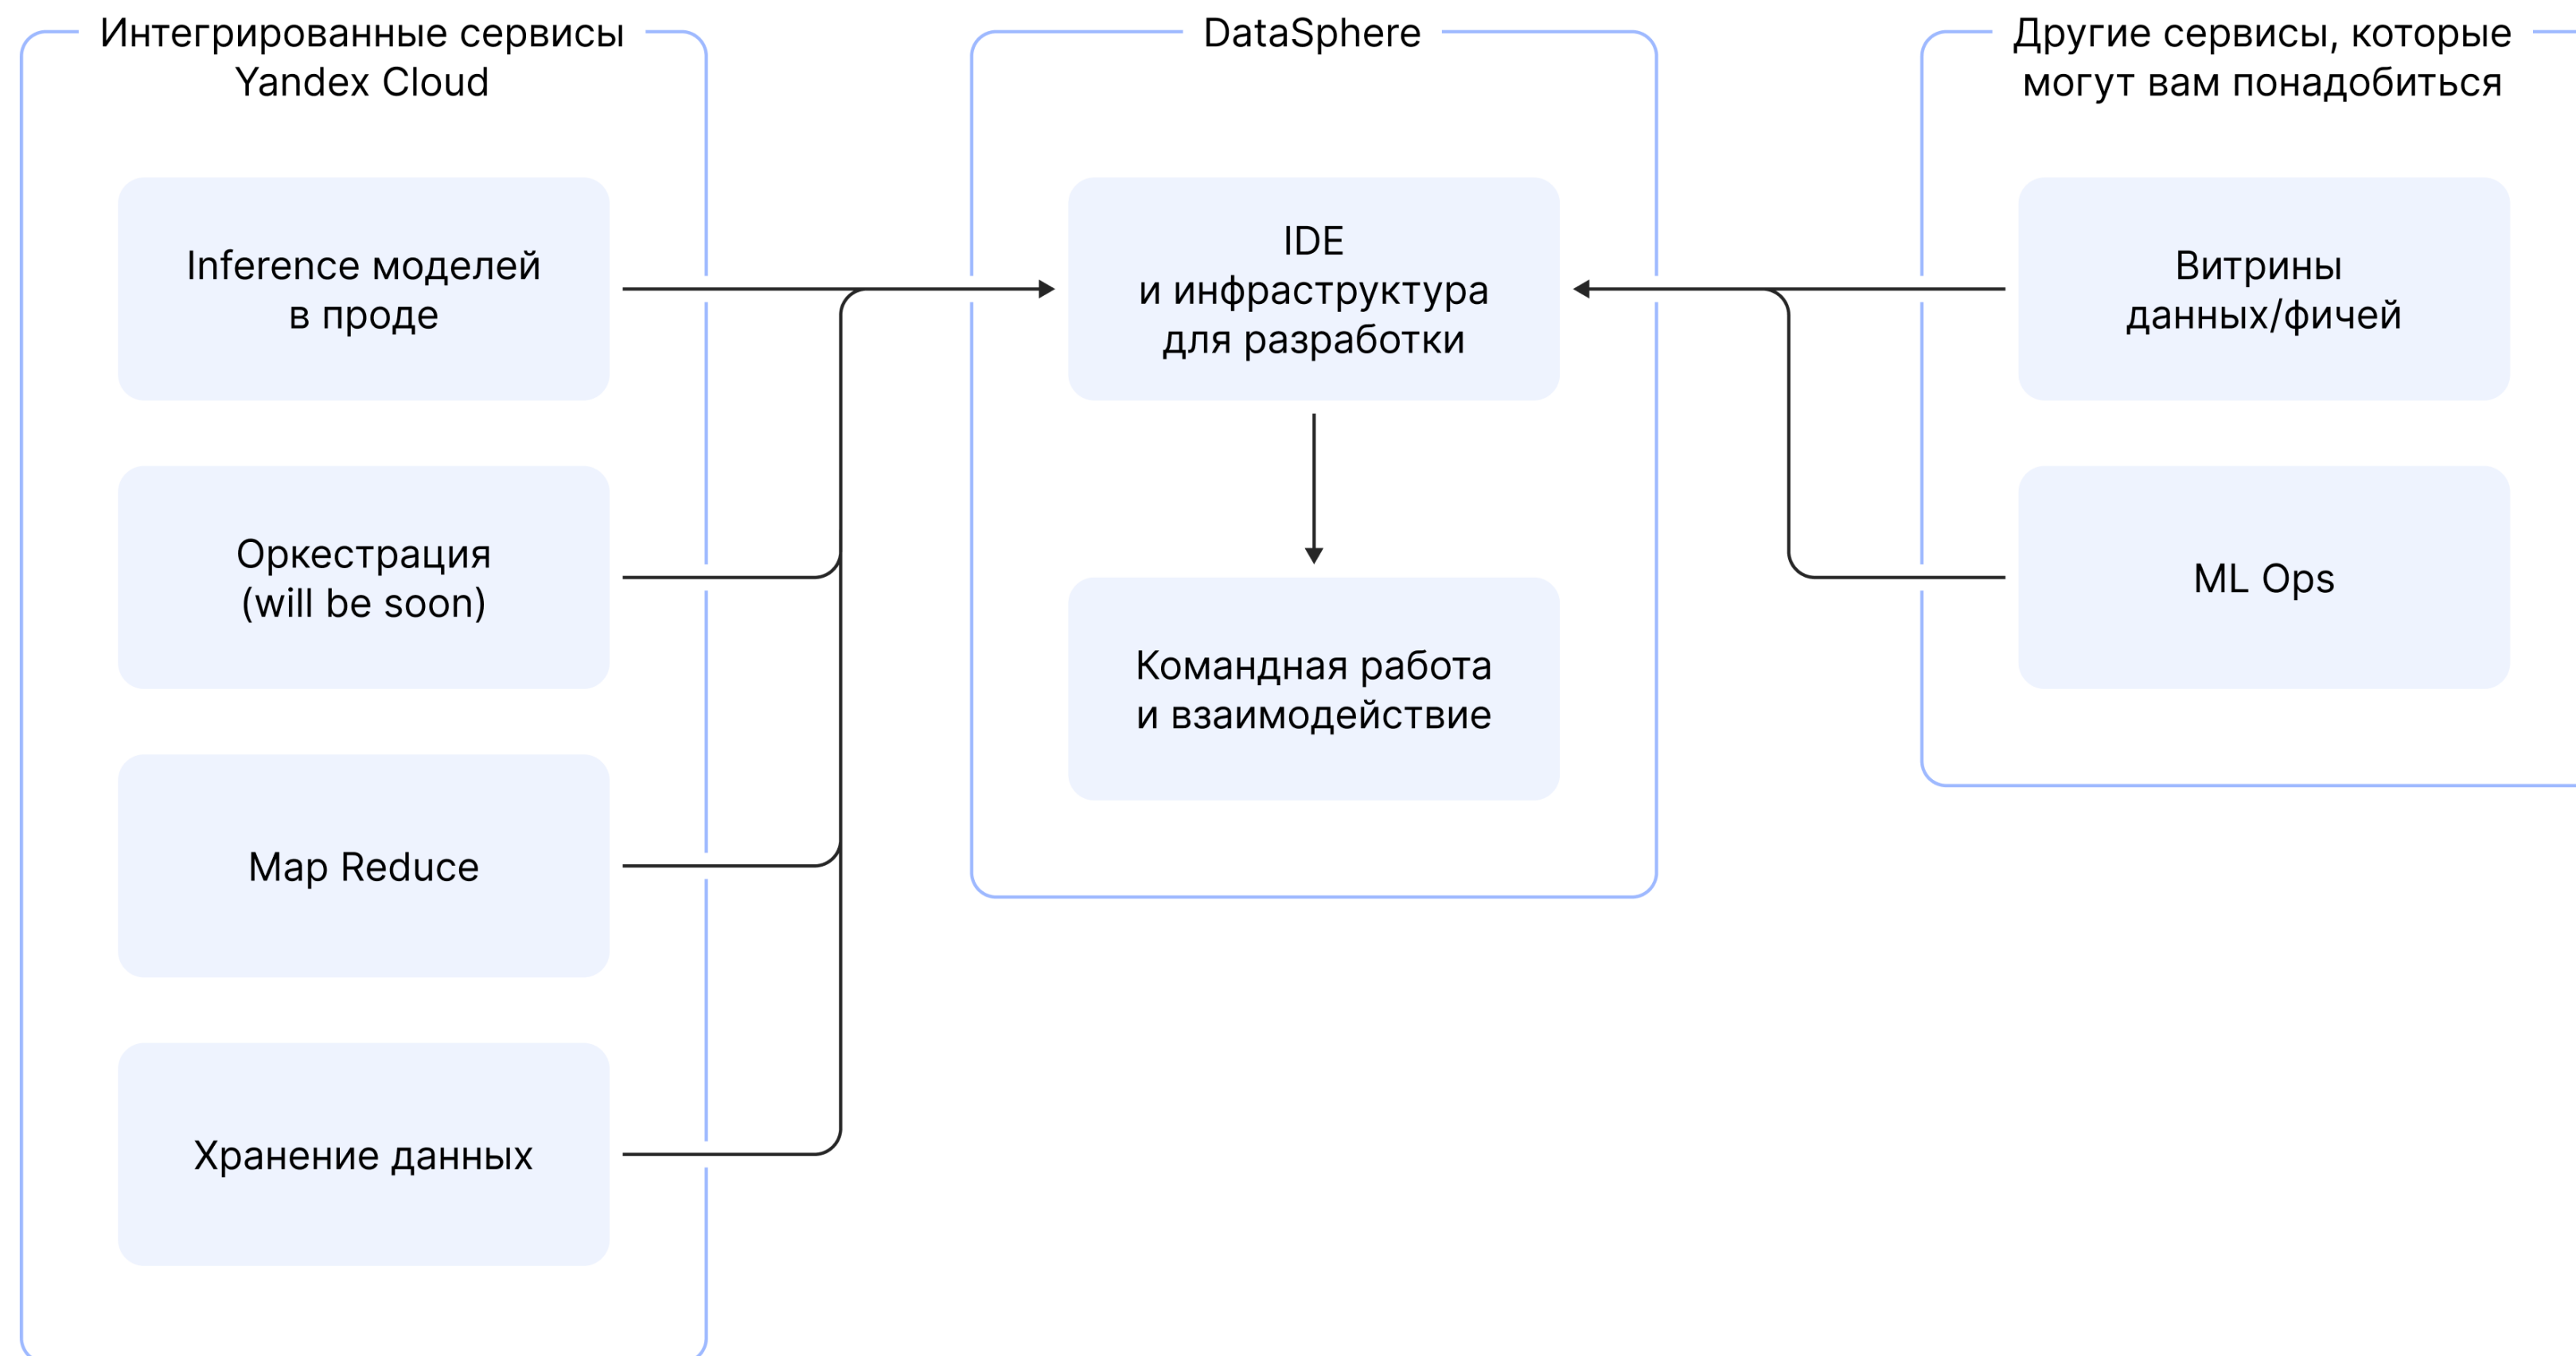 Интегрированные сервисы
Yandex Cloud
Inference моделей
в проде
Оркестрация
(will be soon)
Map Reduce
Хранение данных
DataSphere
IDE
и инфраструктура
для разработки
Командная работа
и взаимодействие
Другие сервисы, которые
могут вам понадобиться
Витрины
данных/фичей
ML Ops